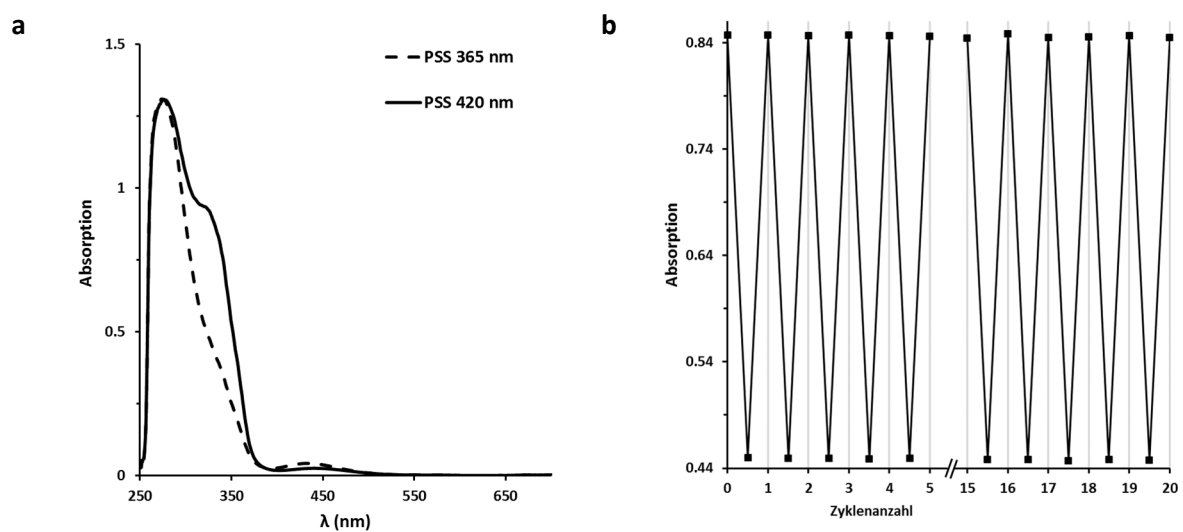 a
1.5
1
0.5
0
Absorption
250 350 450 550 650
λ (nm)
PSS 365 nm
PSS 420 nm
b
0.84
0.74
0.64
0.54
0.44
Absorption
0 1 2 3 4 5 15 16 17 18 19 20
Zyklenanzahl